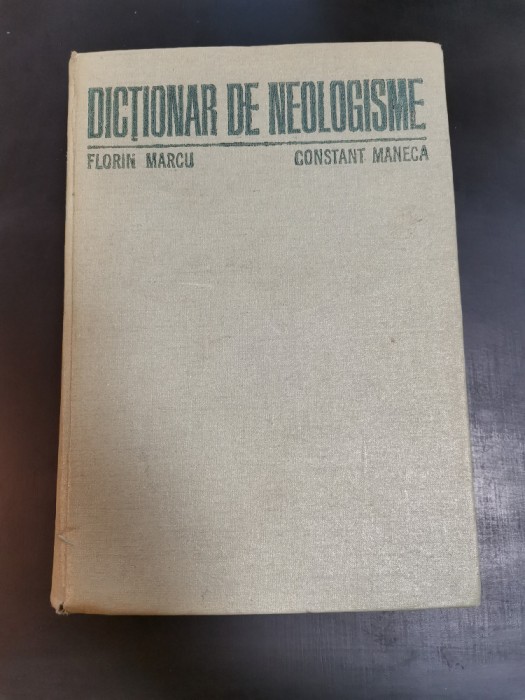 DICȚIONAR DE NEOLOGISME
FLORIN MARCU CONSTANT MANECA